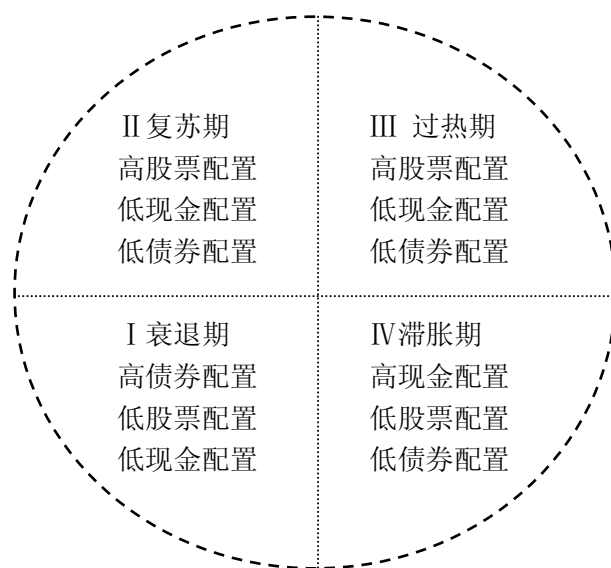 Ⅱ复苏期
高股票配置
低现金配置
低债券配置
Ⅲ 过热期
高股票配置
低现金配置
低债券配置
Ⅰ衰退期
高债券配置
低股票配置
低现金配置
Ⅳ滞胀期
高现金配置
低股票配置
低债券配置